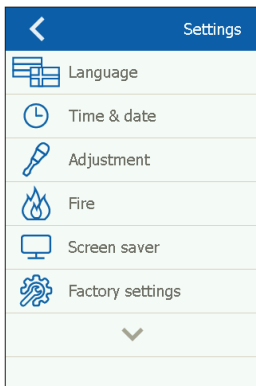 Settings
Language
Time & date
Adjustment
Fire
Screen saver
Factory settings